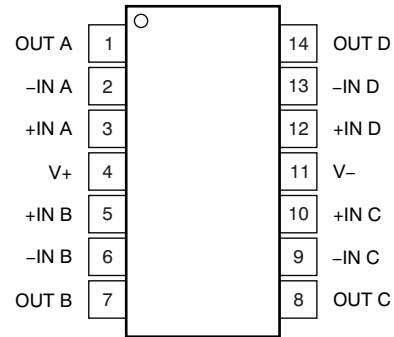 OUT A 1 14 OUT D
−IN A 2 13 −IN D
+IN A 3 12 +IN D
V+ 4 11 V−
+IN B 5 10 +IN C
−IN B 6 9 −IN C
OUT B 7 8 OUT C